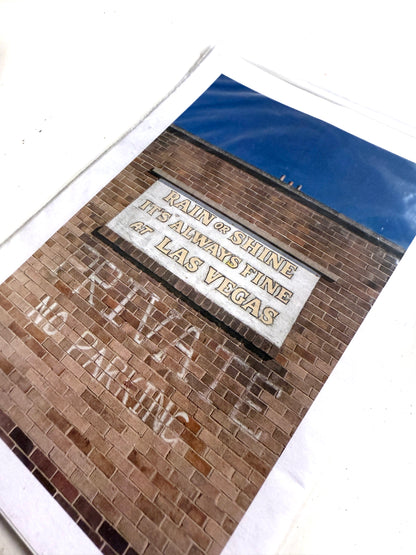 RAIN OR SHINE
IT'S ALWAYS FINE
AT LAS VEGAS
PRIVATE
NO PARKING